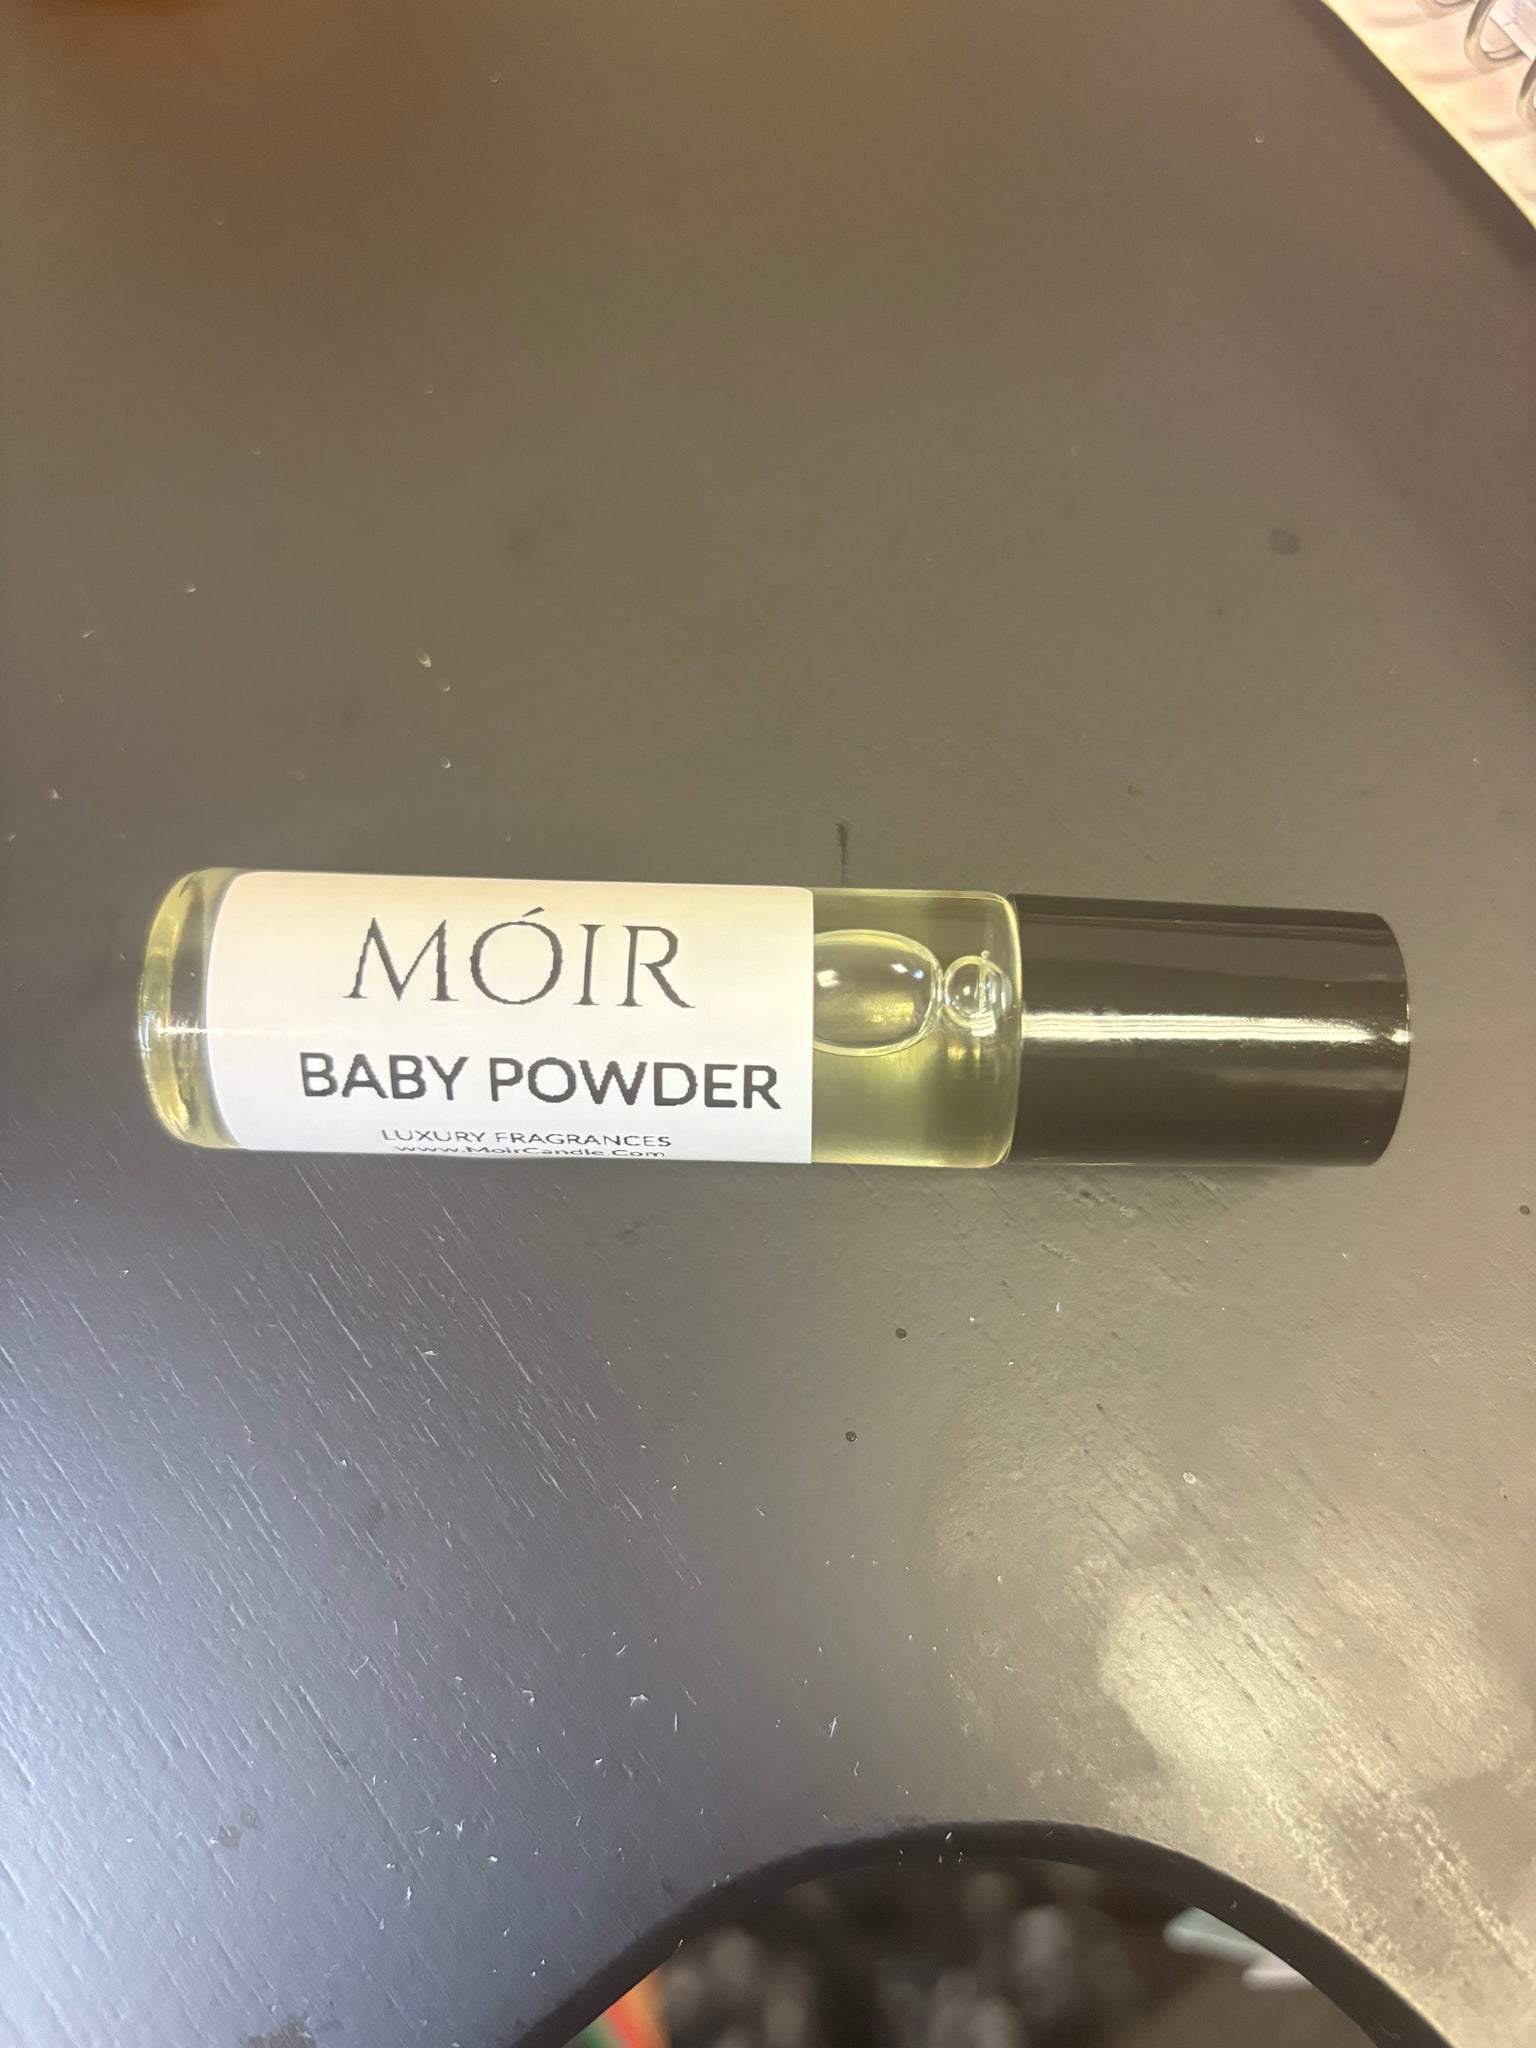 MÓIR
BABY POWDER
LUXURY FRAGRANCES
www.MoirCandle.Com